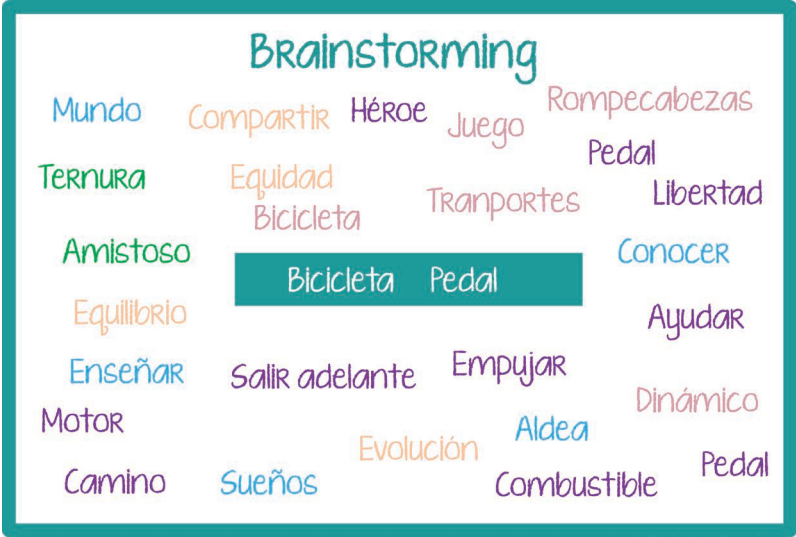 Brainstorming
Mundo
Compartir
Héroe
Juego
Rompecabezas
Pedal
Ternura
Equidad
Libertad
Bicicleta
Tranportes
Amistoso
Conocer
Bicicleta Pedal
Equilibrio
Ayudar
Enseñar
Salir adelante
Empujar
Dinámico
Motor
Aldea
Evolución
Pedal
Camino
Sueños
Combustible